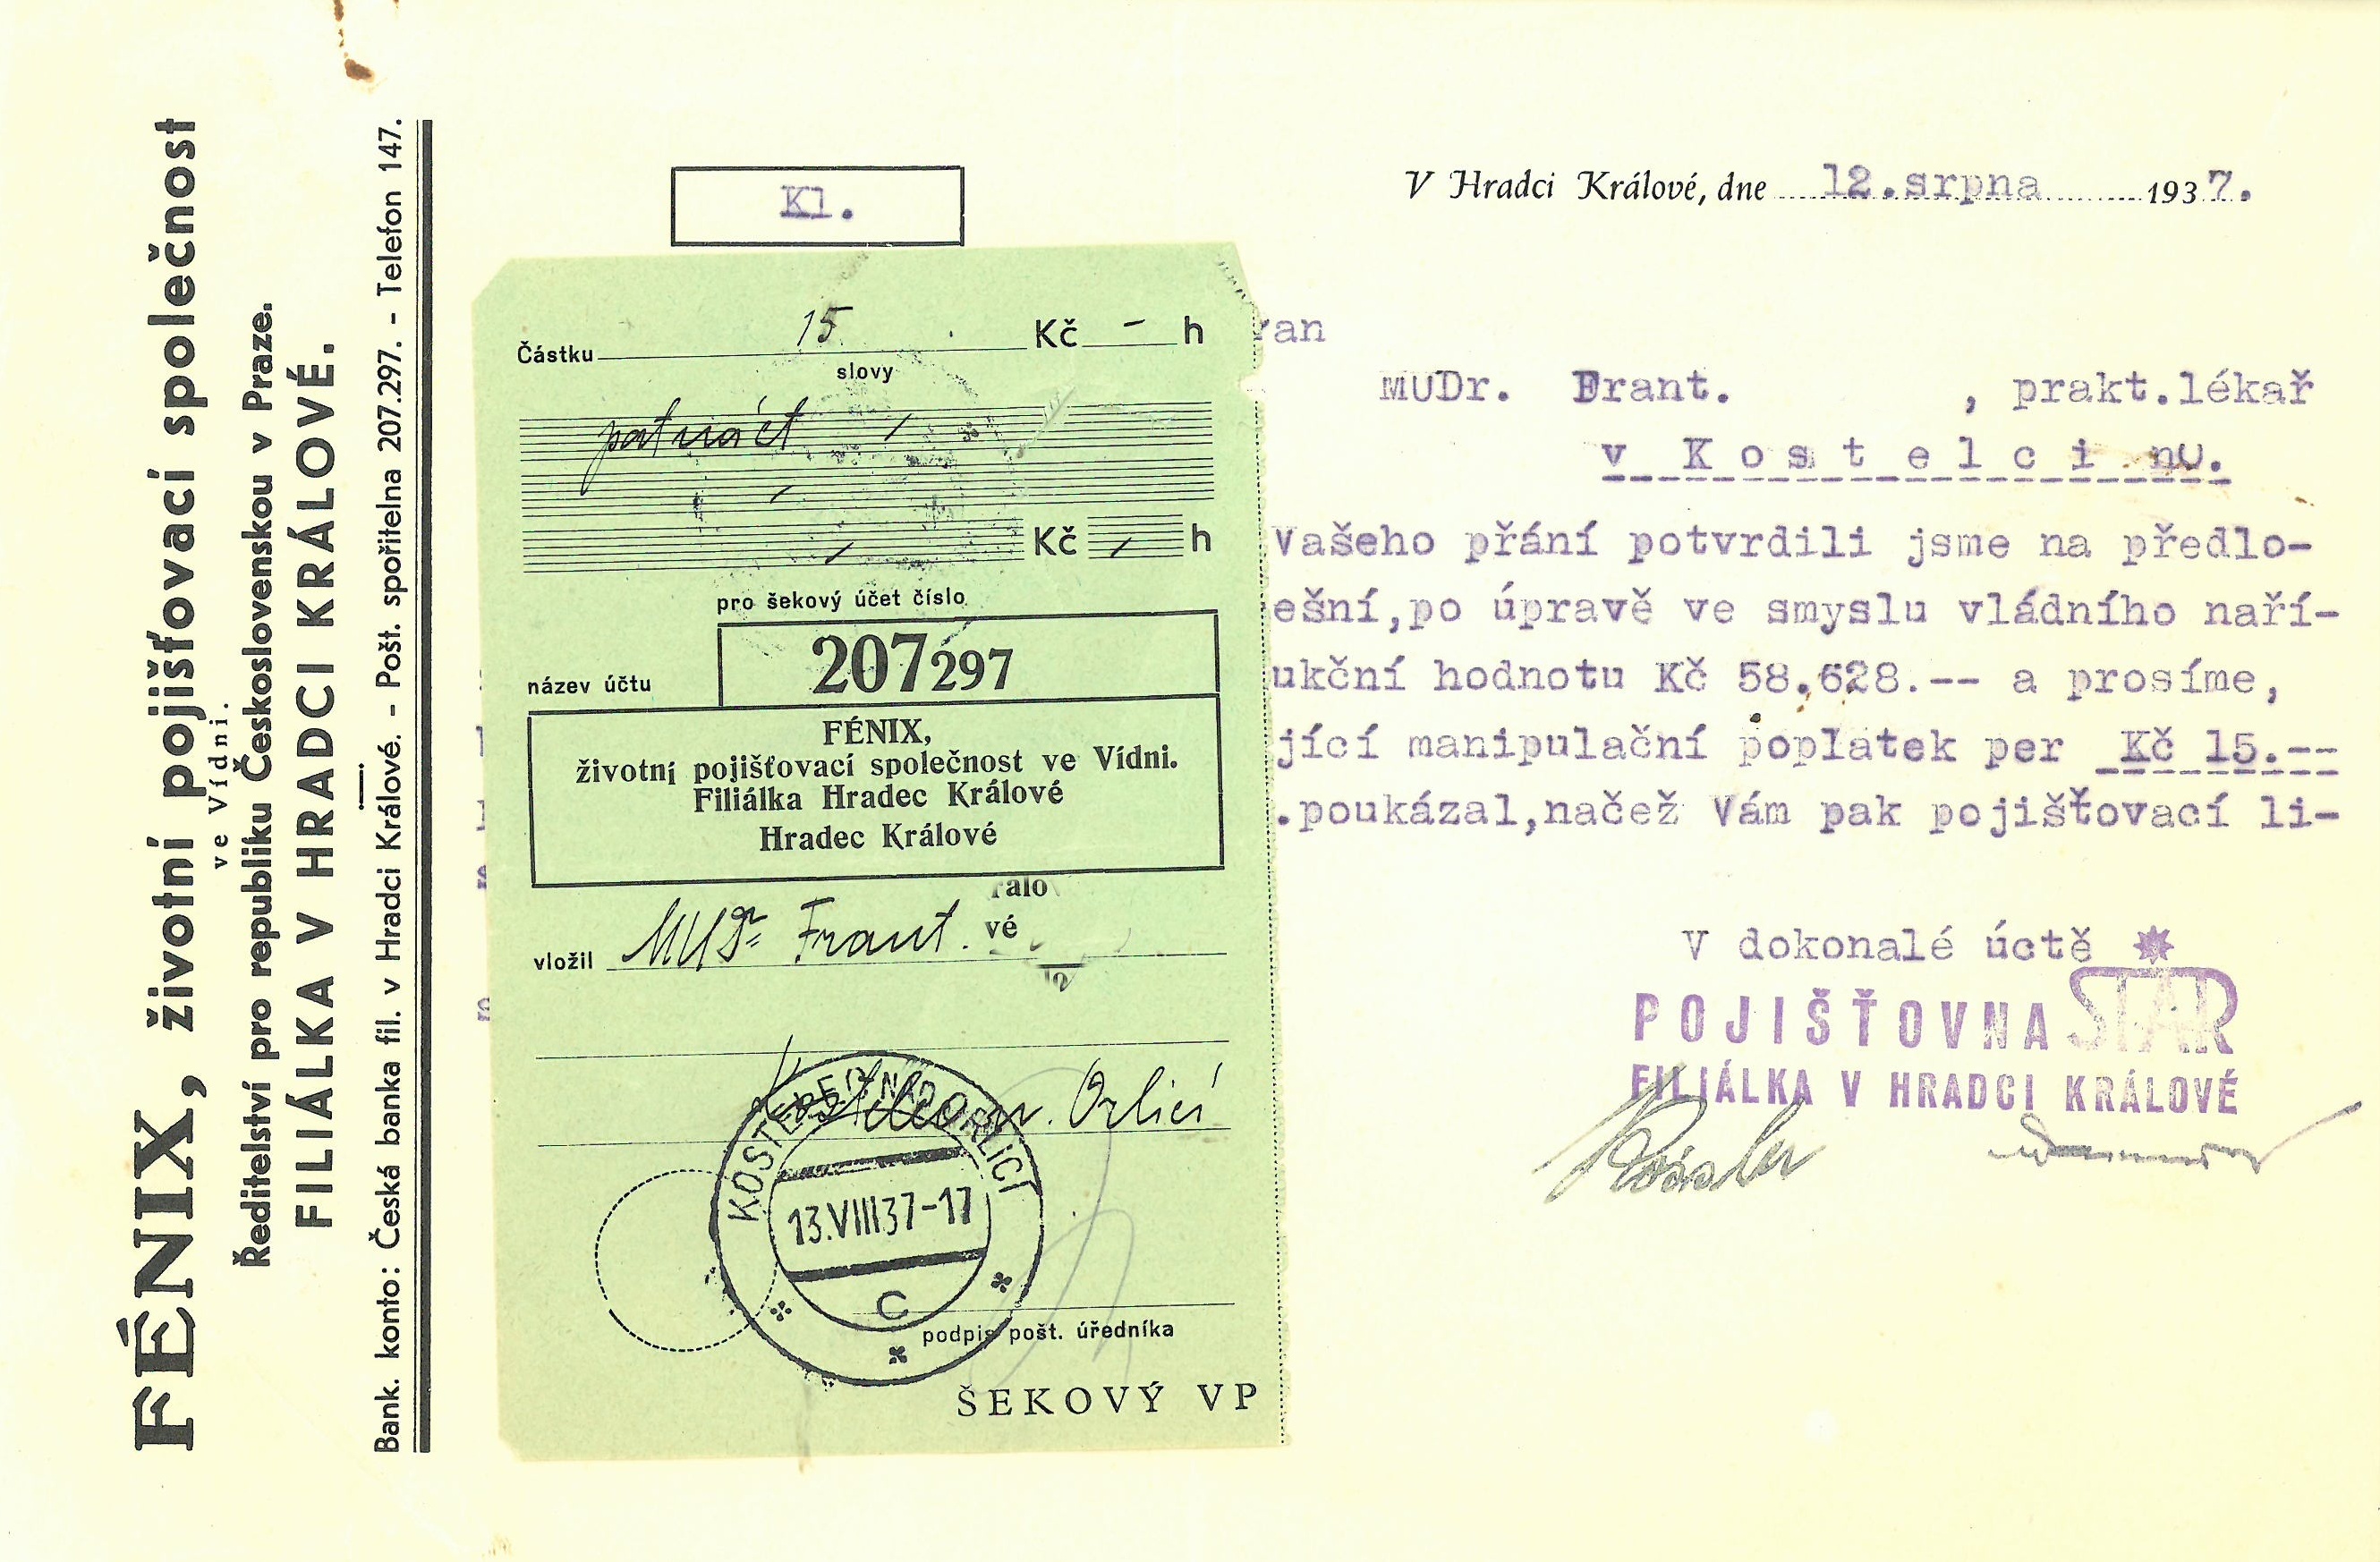 FÉNIX, životní pojišťovací společnost
ve Vídni.
Ředitelství pro republiku Československou v Praze.
FILIÁLKA V HRADCI KRÁLOVÉ.
Bank. konto: Česká banka fil. v Hradci Králové. - Pošt. spořitelna 207.297. - Telefon 147.
Kl.
V Hradci Králové, dne 12.srpna 1937.
Částku 15 Kč - h
slovy
patnáct
Kč h
pro šekový účet číslo
207297
název účtu
FÉNIX,
životní pojišťovací společnost ve Vídni.
Filiálka Hradec Králové
Hradec Králové
rálo
vé
vložil MUDr Frant.
Kostelec n. Orlicí
KOSTELEC NAD ORLICÍ
13.VIII 37-17
C
podpis pošt. úředníka
ŠEKOVÝ VP
an
MUDr. Frant. , prakt.lékař
v Kostelci nO.
Vašeho přání potvrdili jsme na předlo-
ešní,po úpravě ve smyslu vládního naří-
ukční hodnotu Kč 58.628.-- a prosíme,
jící manipulační poplatek per Kč 15.--
.poukázal,načež Vám pak pojišťovací li-
V dokonalé úctě
POJIŠŤOVNA STAR
FILIÁLKA V HRADCI KRÁLOVÉ